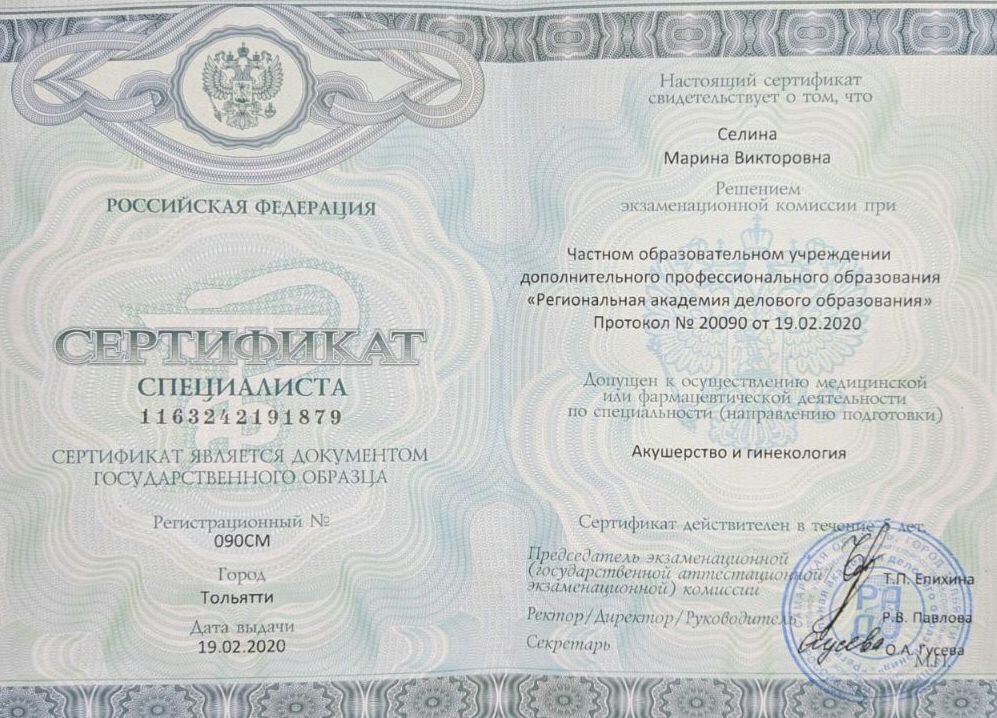 РОССИЙСКАЯ ФЕДЕРАЦИЯ
СЕРТИФИКАТ
СПЕЦИАЛИСТА
1163242191879
СЕРТИФИКАТ ЯВЛЯЕТСЯ ДОКУМЕНТОМ
ГОСУДАРСТВЕННОГО ОБРАЗЦА
Регистрационный №
090СМ
Город
Тольятти
Дата выдачи
19.02.2020
Настоящий сертификат
свидетельствует о том, что
Селина
Марина Викторовна
Решением
экзаменационной комиссии при
Частном образовательном учреждении
дополнительного профессионального образования
«Региональная академия делового образования»
Протокол № 20090 от 19.02.2020
Допущен к осуществлению медицинской
или фармацевтической деятельности
по специальности (направлению подготовки)
Акушерство и гинекология
Сертификат действителен в течение 5 лет.
Председатель экзаменационной
(государственной аттестационной/
экзаменационной) комиссии
Т.П. Епихина
Ректор/Директор/Руководитель
Р.В. Павлова
Секретарь
О.А. Гусева
М.П.
РА
ДО